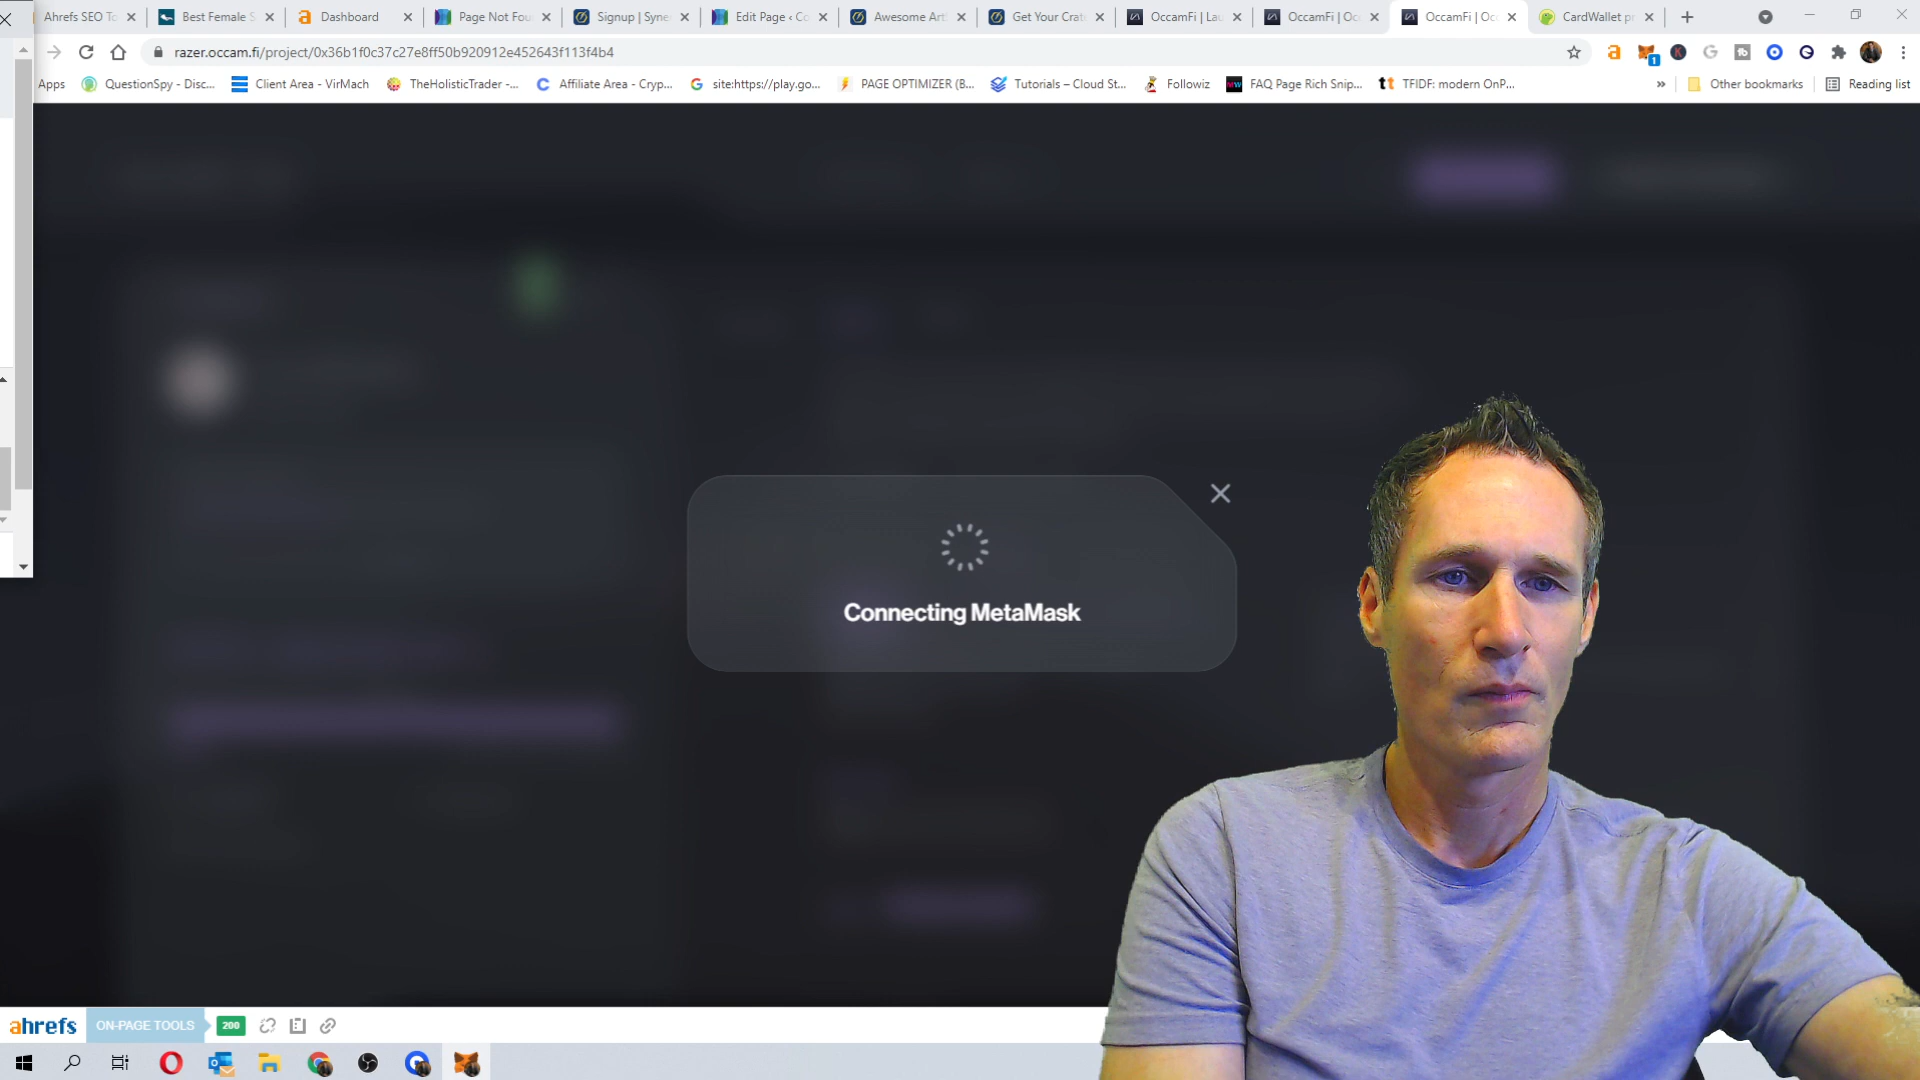 Ahrefs SEO To
Best Female S
Dashboard
Page Not Fou
Signup | Syne
Edit Page ‹ Co
Awesome Art
Get Your Crat
OccamFi | Lau
OccamFi | Oc
OccamFi | Oc
CardWallet p
razer.occam.fi/project/0x36b1f0c37c27e8ff50b920912e452643f113f4b4
1
Apps
QuestionSpy - Disc...
Client Area - VirMach
TheHolisticTrader -...
Affiliate Area - Cryp...
site:https://play.go...
PAGE OPTIMIZER (B...
Tutorials – Cloud St...
Followiz
FAQ Page Rich Snip...
tt
TFIDF: modern OnP...
»
Other bookmarks
Reading list
Connecting MetaMask
ahrefs
ON-PAGE TOOLS
200